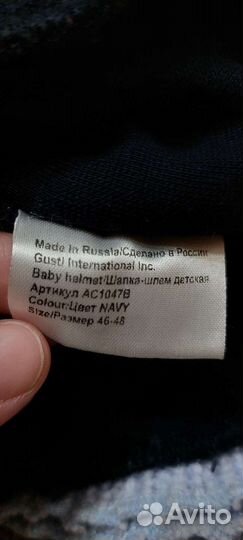 Made in Russia/Сделано в России
Gusti International Inc.
Baby helmet/Шапка-шлем детская
Артикул AC1047B
Colour/Цвет NAVY
Size/Размер 46-48
Avito